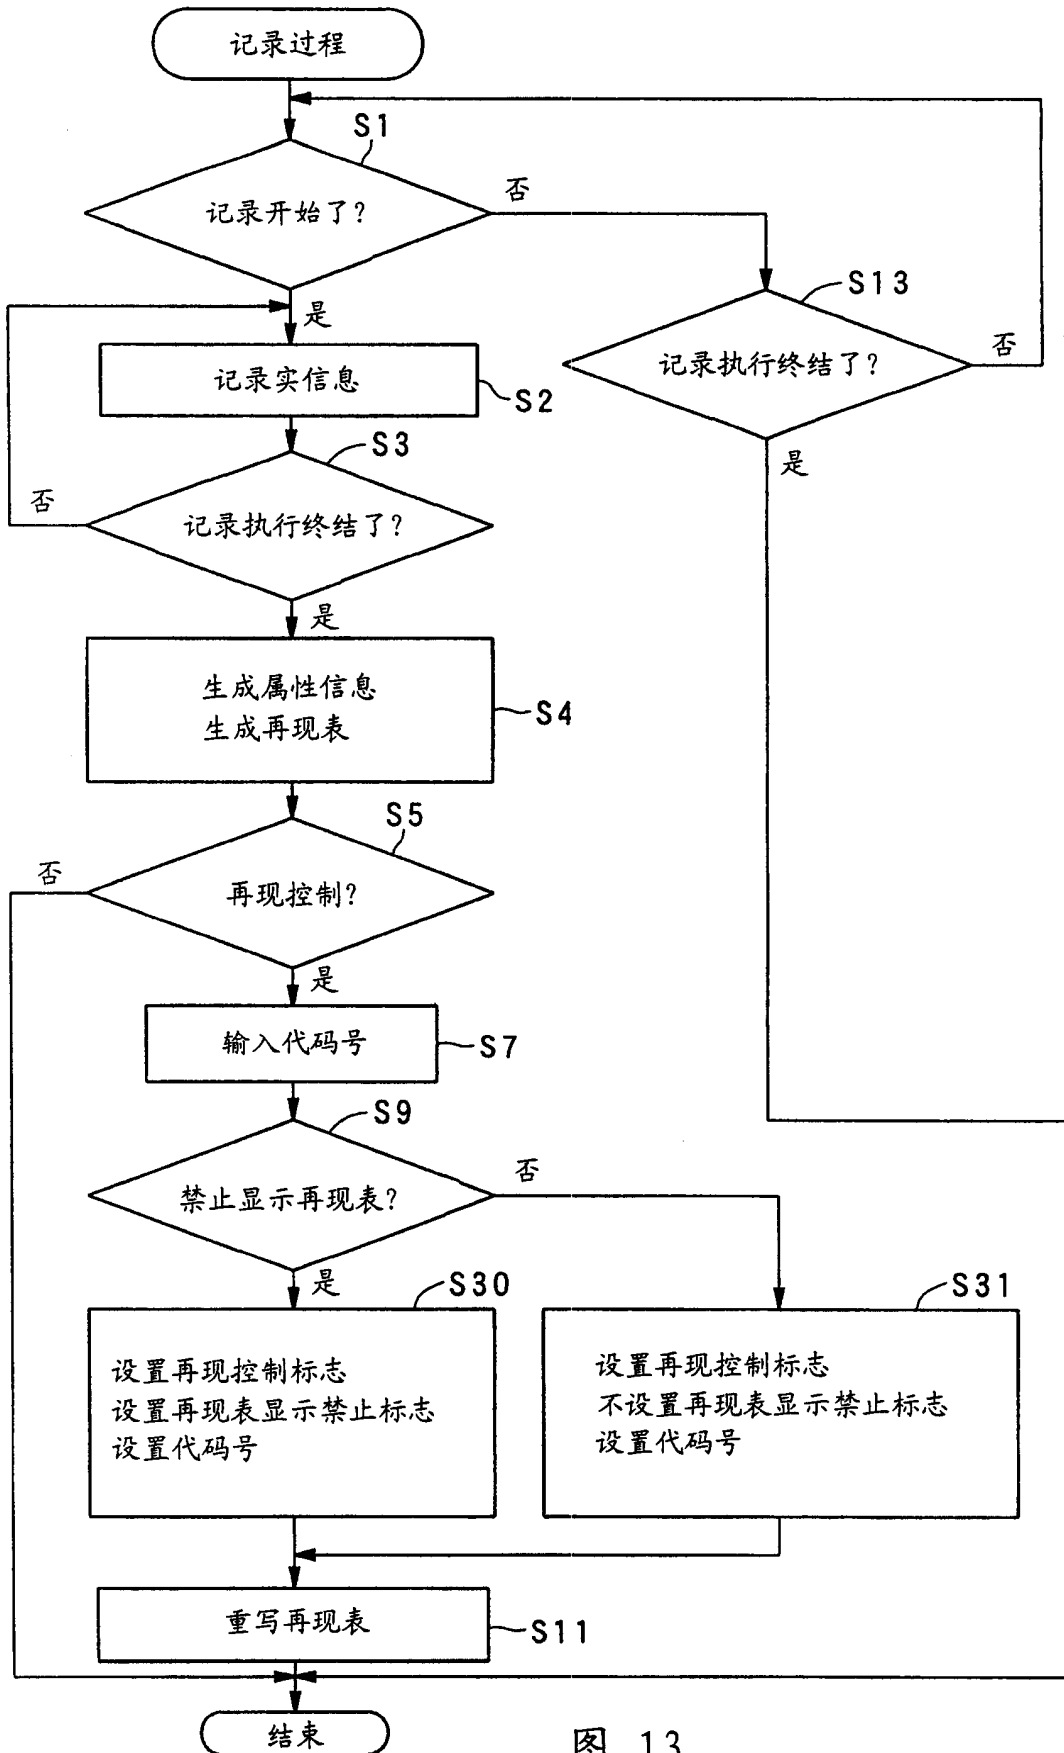 记录过程
S1
记录开始了?
否
是
S13
记录执行终结了?
否
是
记录实信息
S2
S3
记录执行终结了?
否
是
生成属性信息
生成再现表
S4
S5
再现控制?
否
是
输入代码号
S7
S9
禁止显示再现表?
否
是
S30
设置再现控制标志
设置再现表显示禁止标志
设置代码号
S31
设置再现控制标志
不设置再现表显示禁止标志
设置代码号
重写再现表
S11
结束
图 13